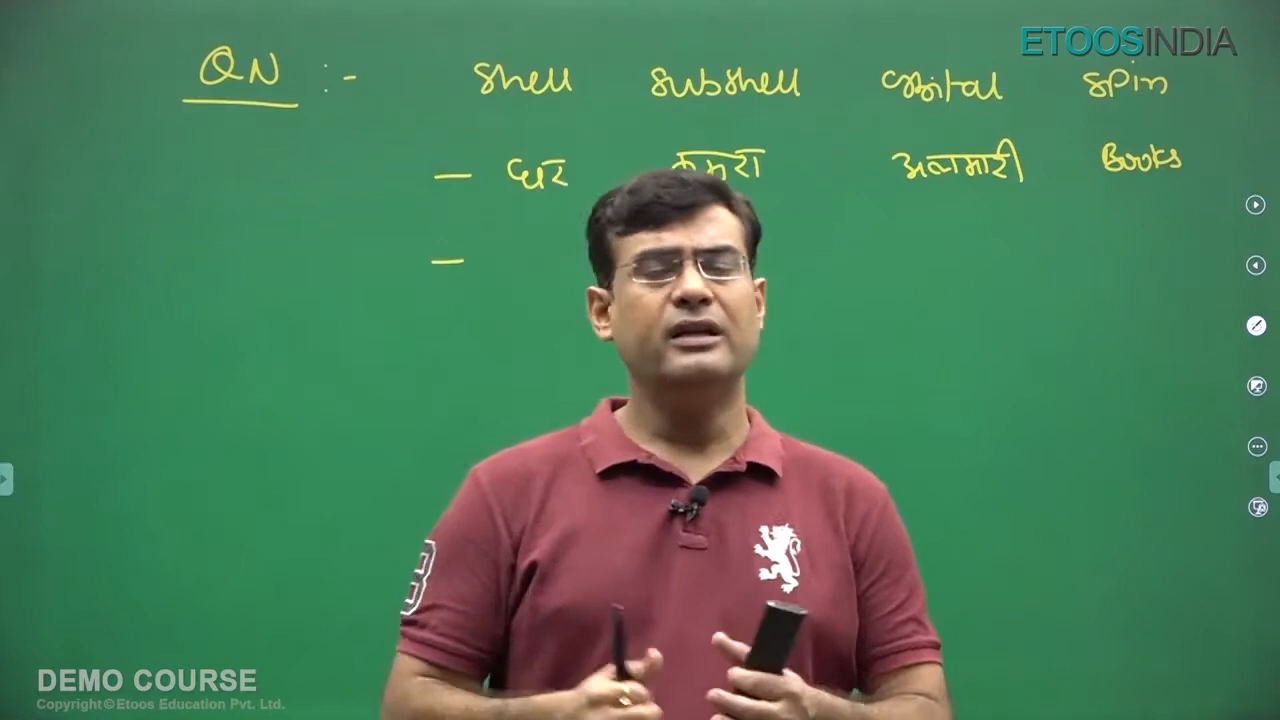 ETOOSINDIA
QN :- Shell Subshell Orbital Spin
— घर कमरा अलमारी Books
—
DEMO COURSE
Copyright©Etoos Education Pvt. Ltd.